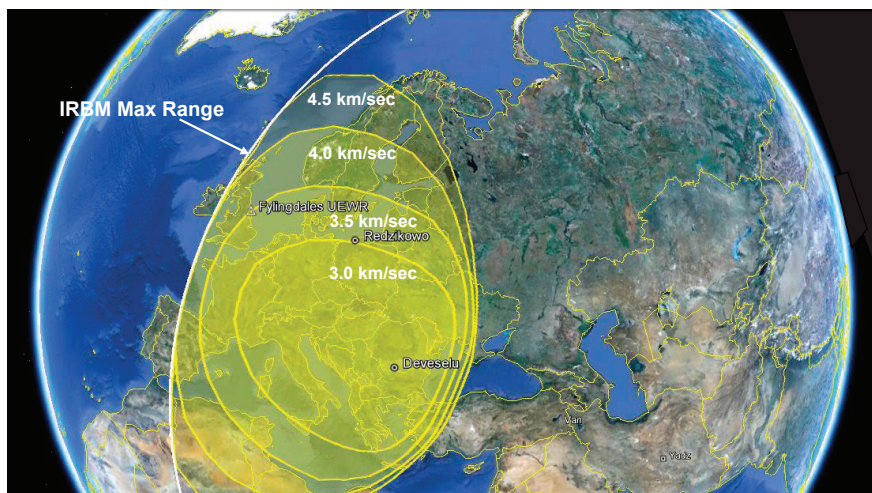 4.5 km/sec
IRBM Max Range
4.0 km/sec
Fylingdales UEWR
3.5 km/sec
Redzikowo
3.0 km/sec
Deveselu
Van
Yadz